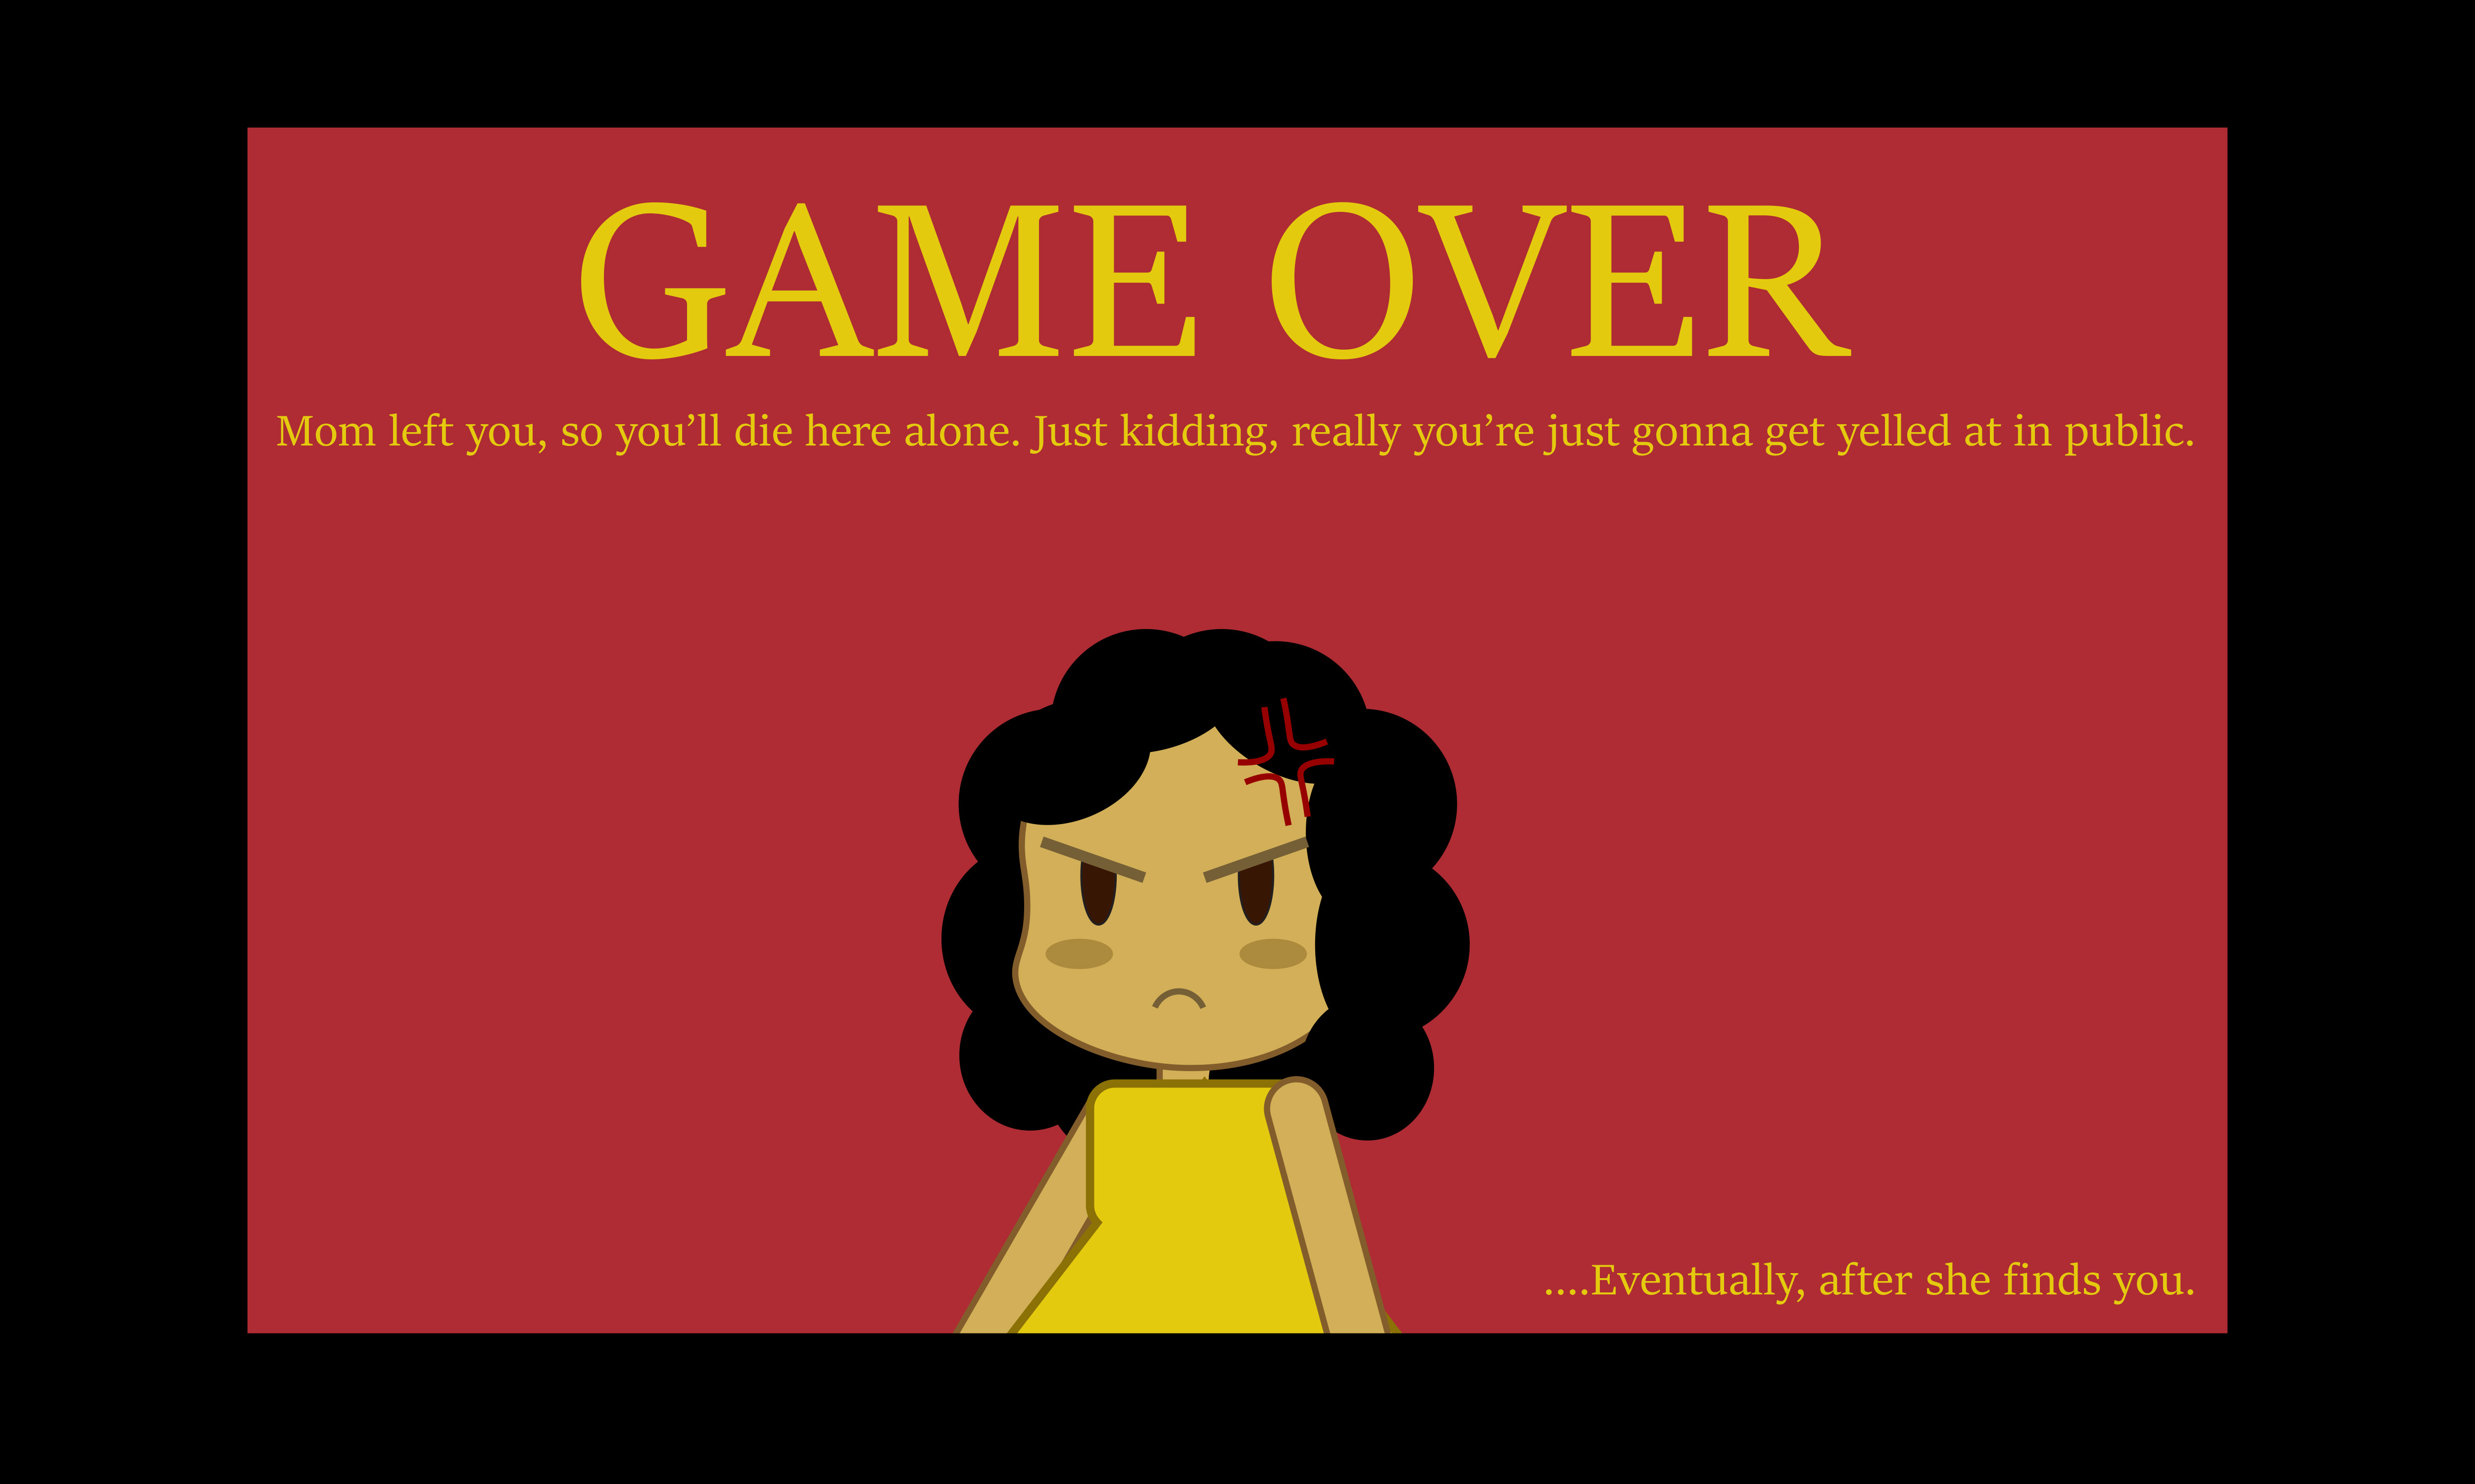 GAME OVER
Mom left you, so you’ll die here alone. Just kidding, really you’re just gonna get yelled at in public.
....Eventually, after she finds you.